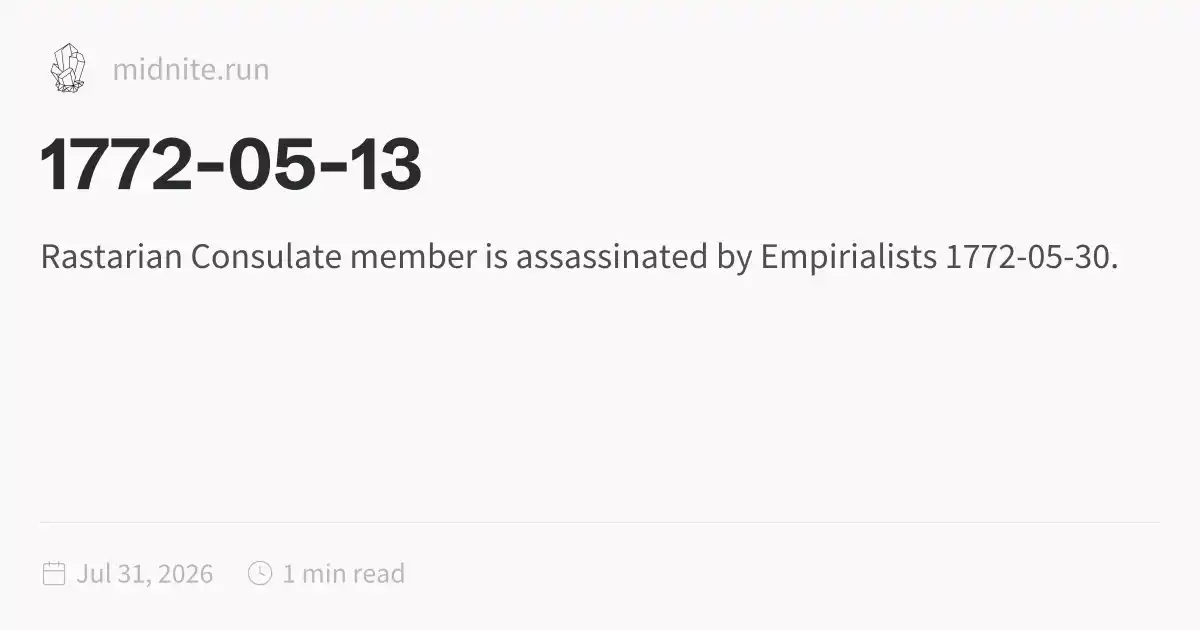 midnite.run
1772-05-13
Rastarian Consulate member is assassinated by Empirialists 1772-05-30.
Jul 31, 2026 1 min read